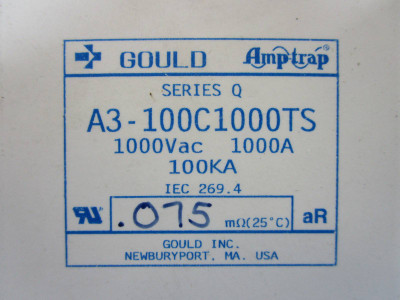 GOULD Amp-trap®
SERIES Q
A3-100C1000TS
1000Vac 1000A
100KA
IEC 269.4
RU .075 mΩ(25°C) aR
GOULD INC.
NEWBURYPORT, MA. USA